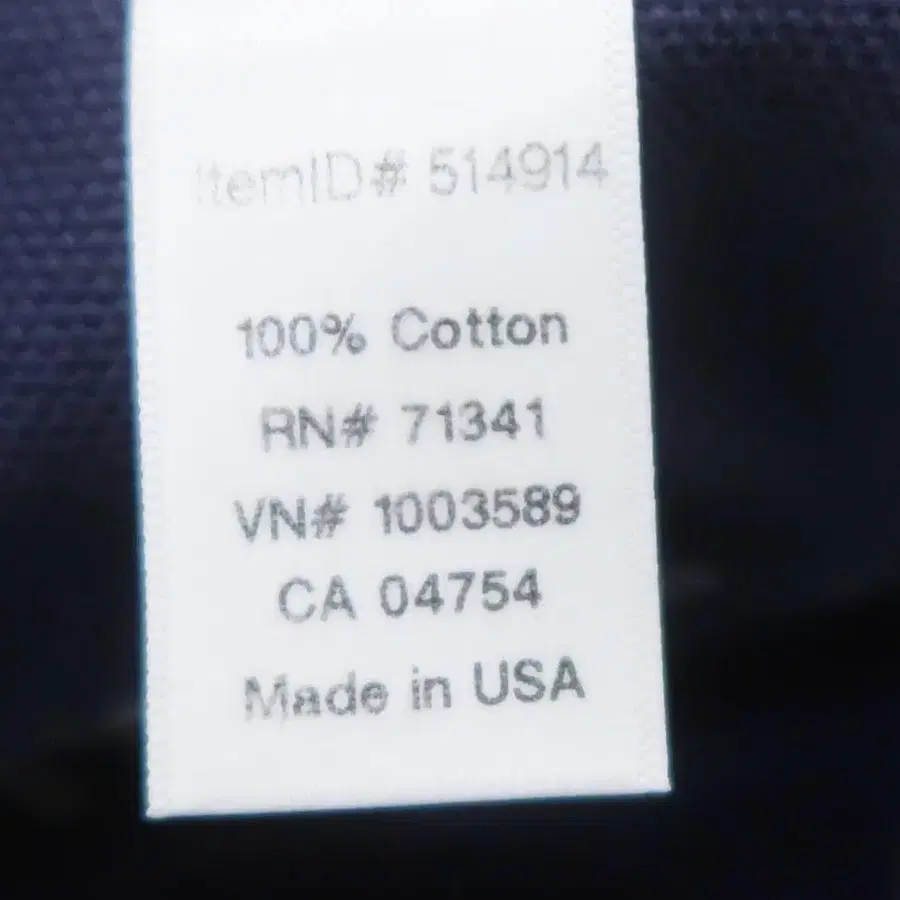 ItemID# 514914
100% Cotton
RN# 71341
VN# 1003589
CA 04754
Made in USA